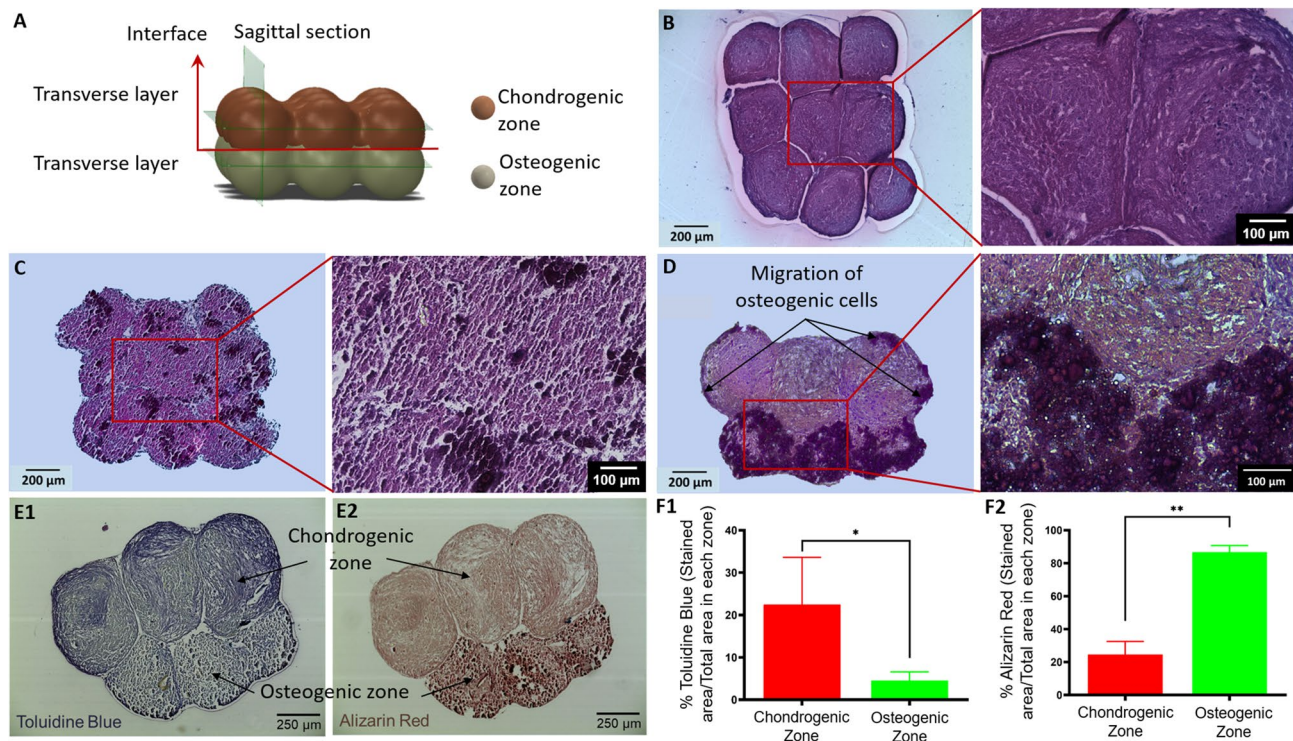 A
Interface
Sagittal section
Transverse layer
Transverse layer
Chondrogenic
zone
Osteogenic
zone
B
200 µm
100 µm
C
200 µm
100 µm
D
Migration of
osteogenic cells
200 µm
100 µm
E1
E2
Chondrogenic
zone
Osteogenic zone
Toluidine Blue
250 µm
Alizarin Red
250 µm
F1
% Toluidine Blue (Stained
area/Total area in each zone)
40
30
20
10
0
*
Chondrogenic
Zone
Osteogenic
Zone
F2
% Alizarin Red (Stained
area/Total area in each zone)
100
80
60
40
20
0
**
Chondrogenic
Zone
Osteogenic
Zone